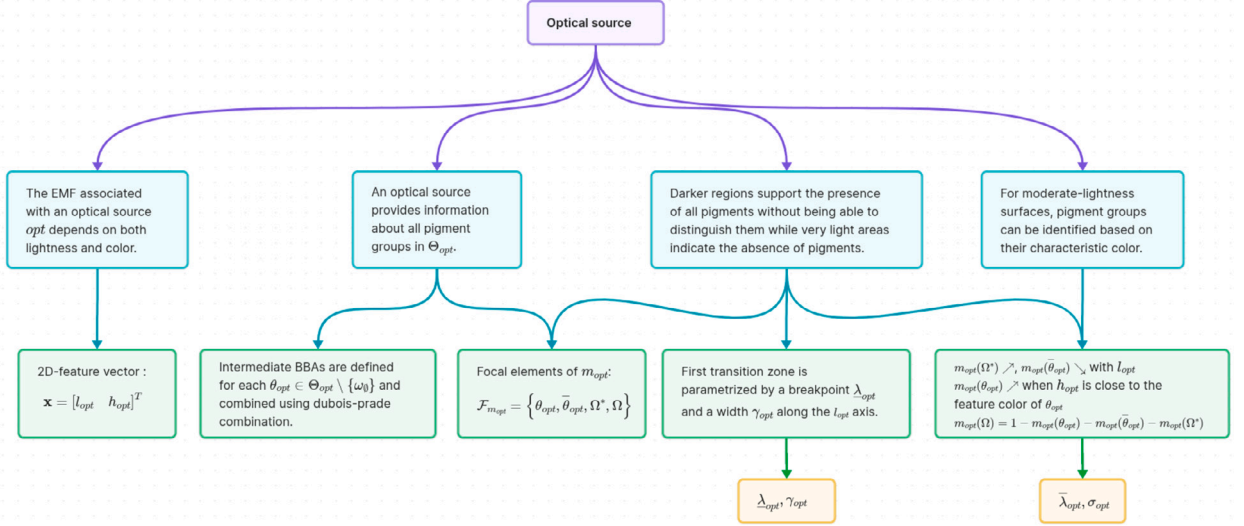 Optical source
The EMF associated
with an optical source
opt depends on both
lightness and color.
An optical source
provides information
about all pigment
groups in Θ_opt.
Darker regions support the presence
of all pigments without being able to
distinguish them while very light areas
indicate the absence of pigments.
For moderate-lightness
surfaces, pigment groups
can be identified based on
their characteristic color.
2D-feature vector :
x = [l_opt h_opt]^T
Intermediate BBAs are defined
for each θ_opt ∈ Θ_opt \ {ω_∅} and
combined using dubois-prade
combination.
Focal elements of m_opt:
F_{m_opt} = {θ_opt, θ̅_opt, Ω*, Ω}
First transition zone is
parametrized by a breakpoint λ̲_opt
and a width γ_opt along the l_opt axis.
m_opt(Ω*) ↗, m_opt(θ̅_opt) ↘ with l_opt
m_opt(θ_opt) ↗ when h_opt is close to the
feature color of θ_opt
m_opt(Ω) = 1 − m_opt(θ_opt) − m_opt(θ̅_opt) − m_opt(Ω*)
λ̲_opt, γ_opt
λ̅_opt, σ_opt